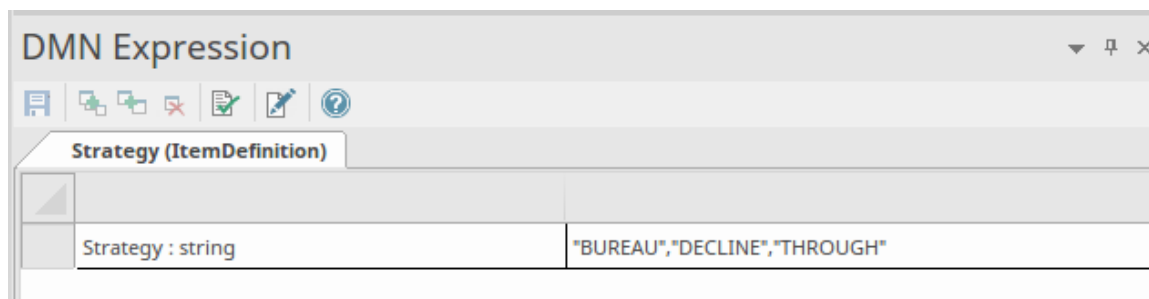 DMN Expression
Strategy (ItemDefinition)
Strategy : string "BUREAU","DECLINE","THROUGH"